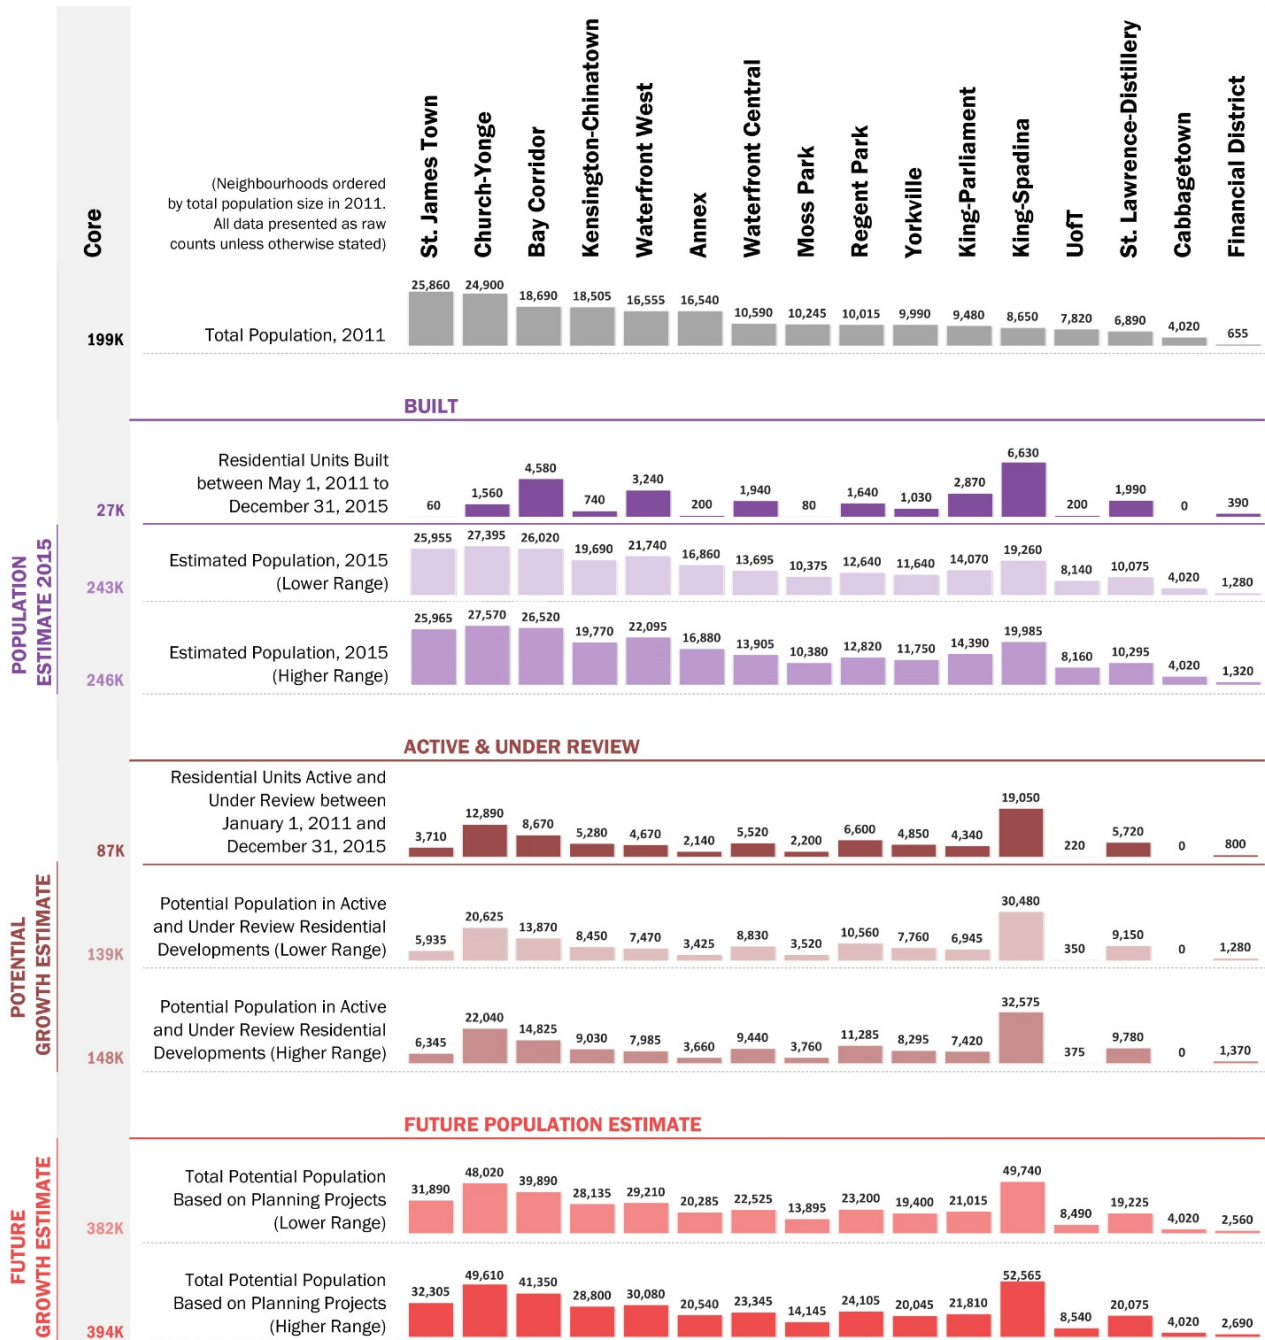 Core
(Neighbourhoods ordered
by total population size in 2011.
All data presented as raw
counts unless otherwise stated)
St. James Town
Church-Yonge
Bay Corridor
Kensington-Chinatown
Waterfront West
Annex
Waterfront Central
Moss Park
Regent Park
Yorkville
King-Parliament
King-Spadina
UofT
St. Lawrence-Distillery
Cabbagetown
Financial District
199K
Total Population, 2011
25,860 24,900 18,690 18,505 16,555 16,540 10,590 10,245 10,015 9,990 9,480 8,650 7,820 6,890 4,020 655
BUILT
Residential Units Built
between May 1, 2011 to
December 31, 2015
27K
60 1,560 4,580 740 3,240 200 1,940 80 1,640 1,030 2,870 6,630 200 1,990 0 390
POPULATION
ESTIMATE 2015
Estimated Population, 2015
(Lower Range)
243K
25,955 27,395 26,020 19,690 21,740 16,860 13,695 10,375 12,640 11,640 14,070 19,260 8,140 10,075 4,020 1,280
Estimated Population, 2015
(Higher Range)
246K
25,965 27,570 26,520 19,770 22,095 16,880 13,905 10,380 12,820 11,750 14,390 19,985 8,160 10,295 4,020 1,320
ACTIVE & UNDER REVIEW
Residential Units Active and
Under Review between
January 1, 2011 and
December 31, 2015
87K
3,710 12,890 8,670 5,280 4,670 2,140 5,520 2,200 6,600 4,850 4,340 19,050 220 5,720 0 800
POTENTIAL
GROWTH ESTIMATE
Potential Population in Active
and Under Review Residential
Developments (Lower Range)
139K
5,935 20,625 13,870 8,450 7,470 3,425 8,830 3,520 10,560 7,760 6,945 30,480 350 9,150 0 1,280
Potential Population in Active
and Under Review Residential
Developments (Higher Range)
148K
6,345 22,040 14,825 9,030 7,985 3,660 9,440 3,760 11,285 8,295 7,420 32,575 375 9,780 0 1,370
FUTURE POPULATION ESTIMATE
FUTURE
GROWTH ESTIMATE
Total Potential Population
Based on Planning Projects
(Lower Range)
382K
31,890 48,020 39,890 28,135 29,210 20,285 22,525 13,895 23,200 19,400 21,015 49,740 8,490 19,225 4,020 2,560
Total Potential Population
Based on Planning Projects
(Higher Range)
394K
32,305 49,610 41,350 28,800 30,080 20,540 23,345 14,145 24,105 20,045 21,810 52,565 8,540 20,075 4,020 2,690